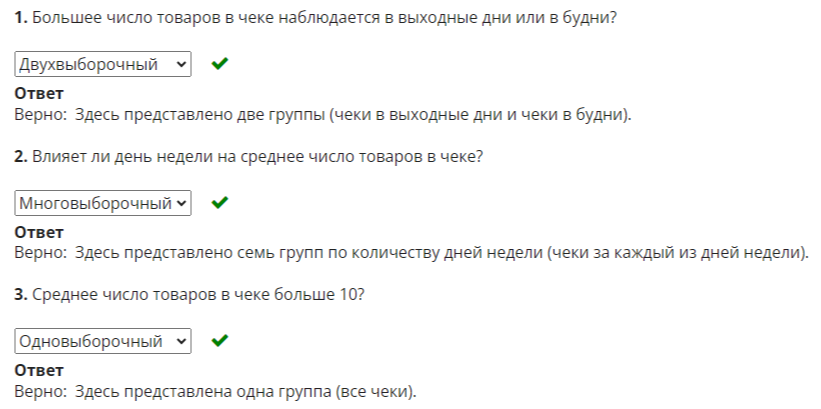 1. Большее число товаров в чеке наблюдается в выходные дни или в будни?
Двухвыборочный
Ответ
Верно: Здесь представлено две группы (чеки в выходные дни и чеки в будни).
2. Влияет ли день недели на среднее число товаров в чеке?
Многовыборочный
Ответ
Верно: Здесь представлено семь групп по количеству дней недели (чеки за каждый из дней недели).
3. Среднее число товаров в чеке больше 10?
Одновыборочный
Ответ
Верно: Здесь представлена одна группа (все чеки).